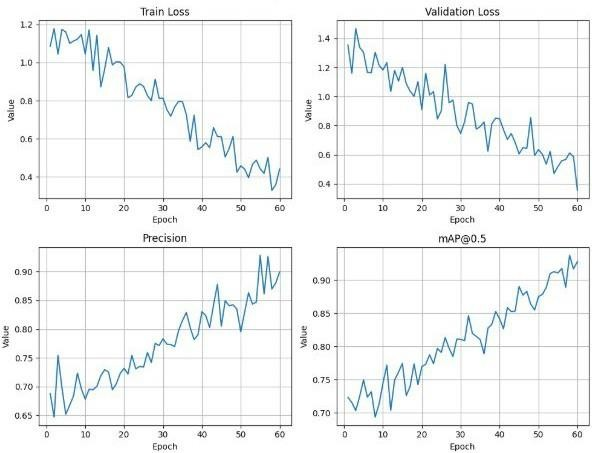 Train Loss
Value
1.2
1.0
0.8
0.6
0.4
0 10 20 30 40 50 60
Epoch
Validation Loss
Value
1.4
1.2
1.0
0.8
0.6
0.4
0 10 20 30 40 50 60
Epoch
Precision
Value
0.90
0.85
0.80
0.75
0.70
0.65
0 10 20 30 40 50 60
Epoch
mAP@0.5
Value
0.90
0.85
0.80
0.75
0.70
0 10 20 30 40 50 60
Epoch